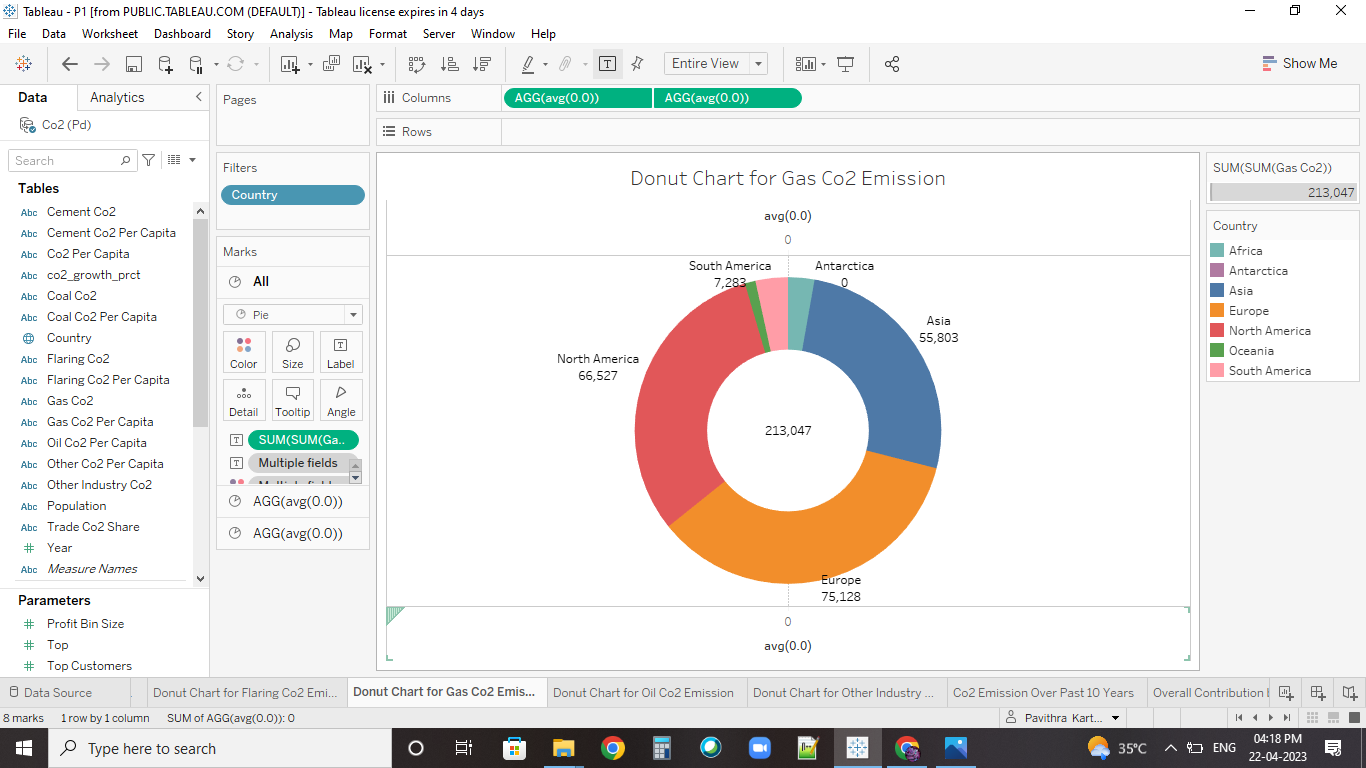 Tableau - P1 [from PUBLIC.TABLEAU.COM (DEFAULT)] - Tableau license expires in 4 days
File Data Worksheet Dashboard Story Analysis Map Format Server Window Help
Entire View
Show Me
Data Analytics
Co2 (Pd)
Search
Tables
Abc Cement Co2
Abc Cement Co2 Per Capita
Abc Co2 Per Capita
Abc co2_growth_prct
Abc Coal Co2
Abc Coal Co2 Per Capita
Country
Abc Flaring Co2
Abc Flaring Co2 Per Capita
Abc Gas Co2
Abc Gas Co2 Per Capita
Abc Oil Co2 Per Capita
Abc Other Co2 Per Capita
Abc Other Industry Co2
Abc Population
Abc Trade Co2 Share
# Year
Abc Measure Names
Parameters
# Profit Bin Size
# Top
# Top Customers
Pages
Filters
Country
Marks
All
Pie
Color Size Label
Detail Tooltip Angle
SUM(SUM(Ga..
Multiple fields
AGG(avg(0.0))
AGG(avg(0.0))
Columns AGG(avg(0.0)) AGG(avg(0.0))
Rows
Donut Chart for Gas Co2 Emission
avg(0.0)
0
South America
7,283
Antarctica
0
Asia
55,803
North America
66,527
213,047
Europe
75,128
0
avg(0.0)
SUM(SUM(Gas Co2))
213,047
Country
Africa
Antarctica
Asia
Europe
North America
Oceania
South America
Data Source Donut Chart for Flaring Co2 Emi... Donut Chart for Gas Co2 Emis... Donut Chart for Oil Co2 Emission Donut Chart for Other Industry ... Co2 Emission Over Past 10 Years Overall Contribution
8 marks 1 row by 1 column SUM of AGG(avg(0.0)): 0 Pavithra Kart...
Type here to search
35°C ENG 04:18 PM
22-04-2023